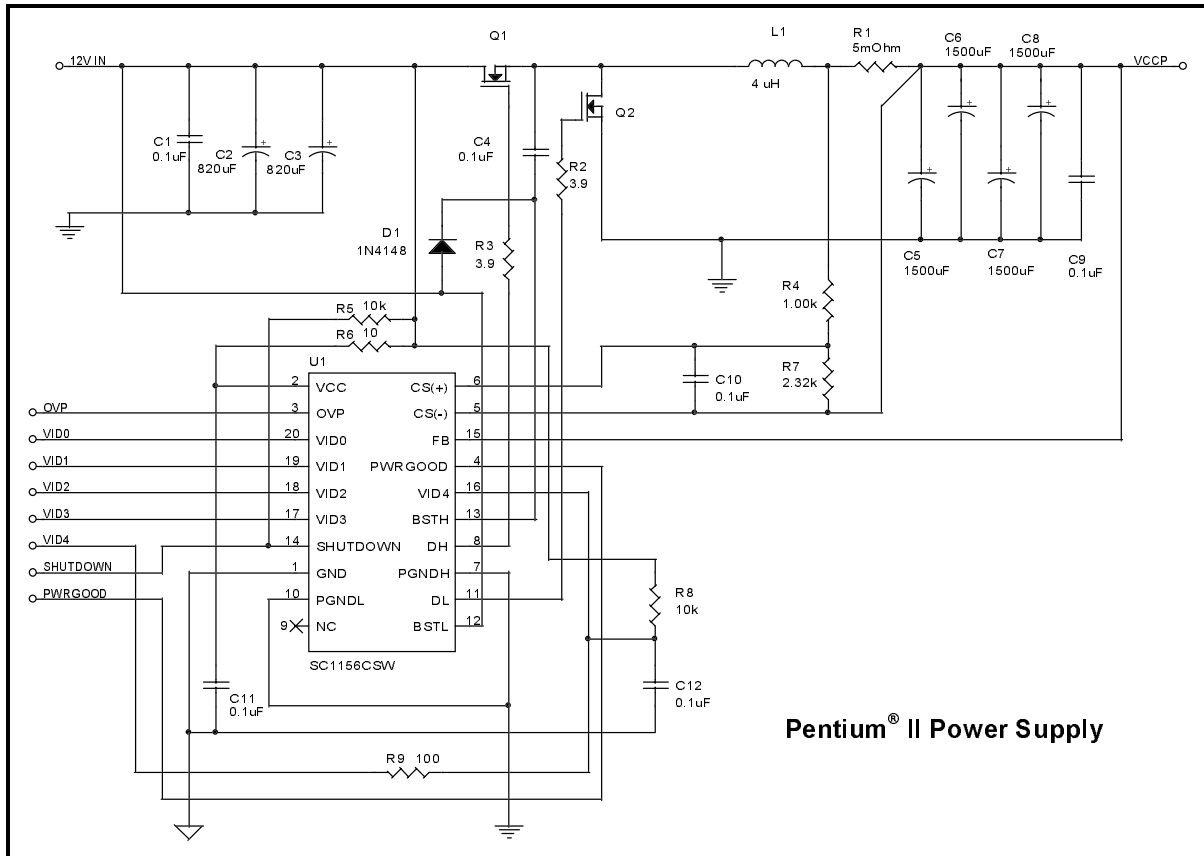 Q1
L1
R1
5mOhm
C6
1500uF
C8
1500uF
12V IN
VCCP
4 uH
Q2
C1
0.1uF
C2
820uF
C3
820uF
C4
0.1uF
R2
3.9
D1
1N4148
R3
3.9
C5
1500uF
C7
1500uF
C9
0.1uF
R4
1.00k
R5
10k
R6
10
U1
C10
0.1uF
R7
2.32k
2
VCC
CS(+)
6
OVP
3
OVP
CS(-)
5
VID0
20
VID0
FB
15
VID1
19
VID1
PWRGOOD
4
VID2
18
VID2
VID4
16
VID3
17
VID3
BSTH
13
VID4
14
SHUTDOWN
DH
8
SHUTDOWN
1
GND
PGNDH
7
PWRGOOD
10
PGNDL
DL
11
9
NC
BSTL
12
R8
10k
SC1156CSW
C11
0.1uF
C12
0.1uF
Pentium® II Power Supply
R9 100